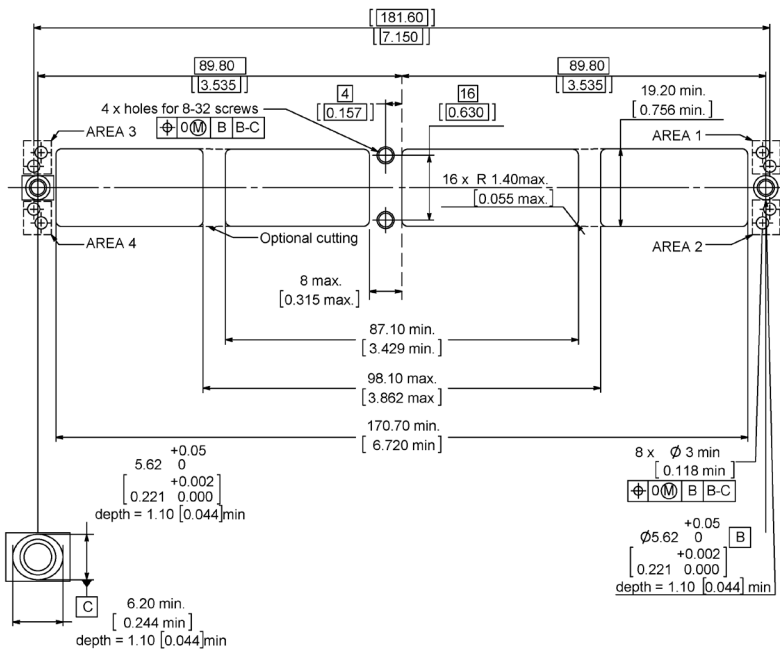 [181.60]
[7.150]
89.80
[3.535]
89.80
[3.535]
4
[0.157]
16
[0.630]
19.20 min.
[0.756 min.]
4 x holes for 8-32 screws
⌖ 0Ⓜ B B-C
AREA 3
AREA 1
16 x R 1.40max.
[0.055 max.]
AREA 4
Optional cutting
AREA 2
8 max.
[0.315 max.]
87.10 min.
[3.429 min.]
98.10 max.
[3.862 max]
170.70 min.
[6.720 min]
+0.05
5.62 0
+0.002
[0.221 0.000]
depth = 1.10 [0.044]min
8 x Ø 3 min
[0.118 min]
⌖ 0Ⓜ B B-C
+0.05
Ø5.62 0 B
+0.002
[0.221 0.000]
depth = 1.10 [0.044] min
C
6.20 min.
[0.244 min]
depth = 1.10 [0.044]min